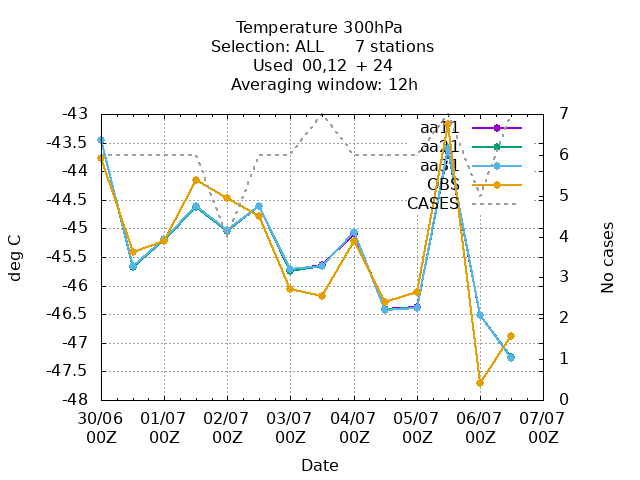 Temperature 300hPa
Selection: ALL 7 stations
Used 00,12 + 24
Averaging window: 12h
-43
-43.5
-44
-44.5
-45
-45.5
-46
-46.5
-47
-47.5
-48
deg C
7
6
5
4
3
2
1
0
No cases
aa11
aa21
aa31
OBS
CASES
30/06 01/07 02/07 03/07 04/07 05/07 06/07 07/07
00Z 00Z 00Z 00Z 00Z 00Z 00Z 00Z
Date